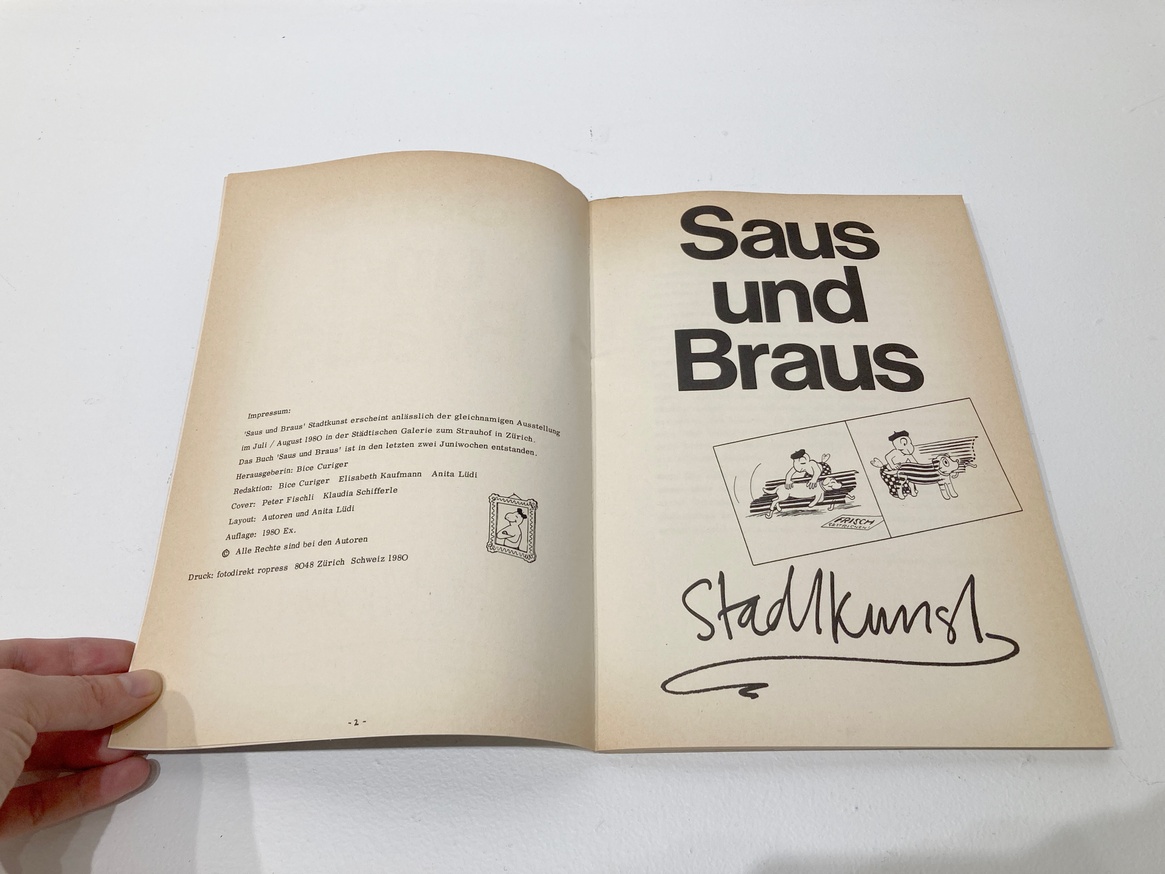 Impressum:
'Saus und Braus' Stadtkunst erscheint anlässlich der gleichnamigen Ausstellung
im Juli / August 1980 in der Städtischen Galerie zum Strauhof in Zürich.
Das Buch 'Saus und Braus' ist in den letzten zwei Juniwochen entstanden.
Herausgeberin: Bice Curiger
Redaktion: Bice Curiger Elisabeth Kaufmann Anita Lüdi
Cover: Peter Fischli Klaudia Schifferle
Layout: Autoren und Anita Lüdi
Auflage: 1980 Ex.
© Alle Rechte sind bei den Autoren
Druck: fotodirekt ropress 8048 Zürich Schweiz 1980
- 2 -
Saus
und
Braus
FRISCH
GESTRICHEN!
Stadtkunst